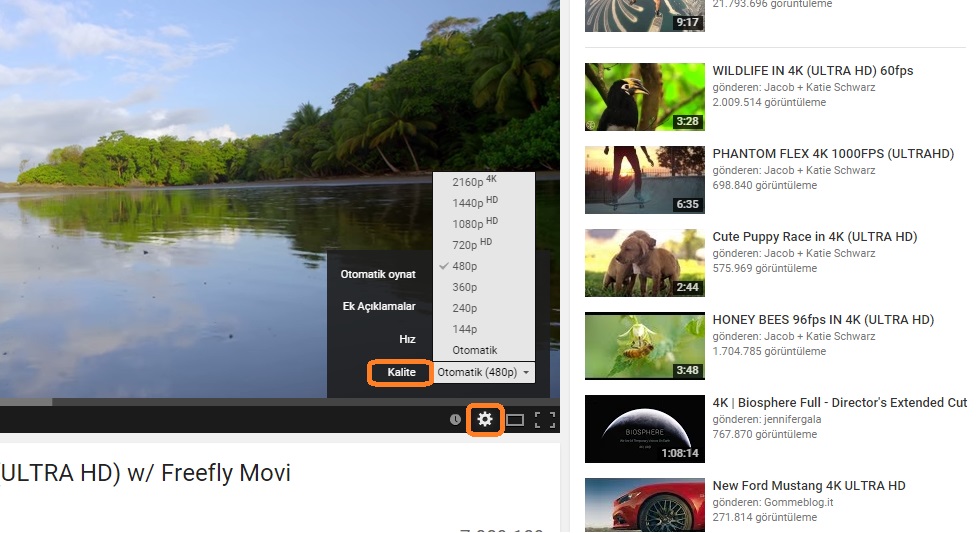 2160p 4K
1440p HD
1080p HD
720p HD
480p
360p
240p
144p
Otomatik
Otomatik oynat
Ek Açıklamalar
Hız
Kalite
Otomatik (480p)
(ULTRA HD) w/ Freefly Movi
9:17
21.793.696 görüntüleme
WILDLIFE IN 4K (ULTRA HD) 60fps
gönderen: Jacob + Katie Schwarz
2.009.514 görüntüleme
3:28
PHANTOM FLEX 4K 1000FPS (ULTRAHD)
gönderen: Jacob + Katie Schwarz
698.840 görüntüleme
6:35
Cute Puppy Race in 4K (ULTRA HD)
gönderen: Jacob + Katie Schwarz
575.969 görüntüleme
2:44
HONEY BEES 96fps IN 4K (ULTRA HD)
gönderen: Jacob + Katie Schwarz
1.704.785 görüntüleme
3:48
4K | Biosphere Full - Director's Extended Cut
gönderen: jennifergala
767.870 görüntüleme
BIOSPHERE
1:08:14
New Ford Mustang 4K ULTRA HD
gönderen: Gommeblog.it
271.814 görüntüleme